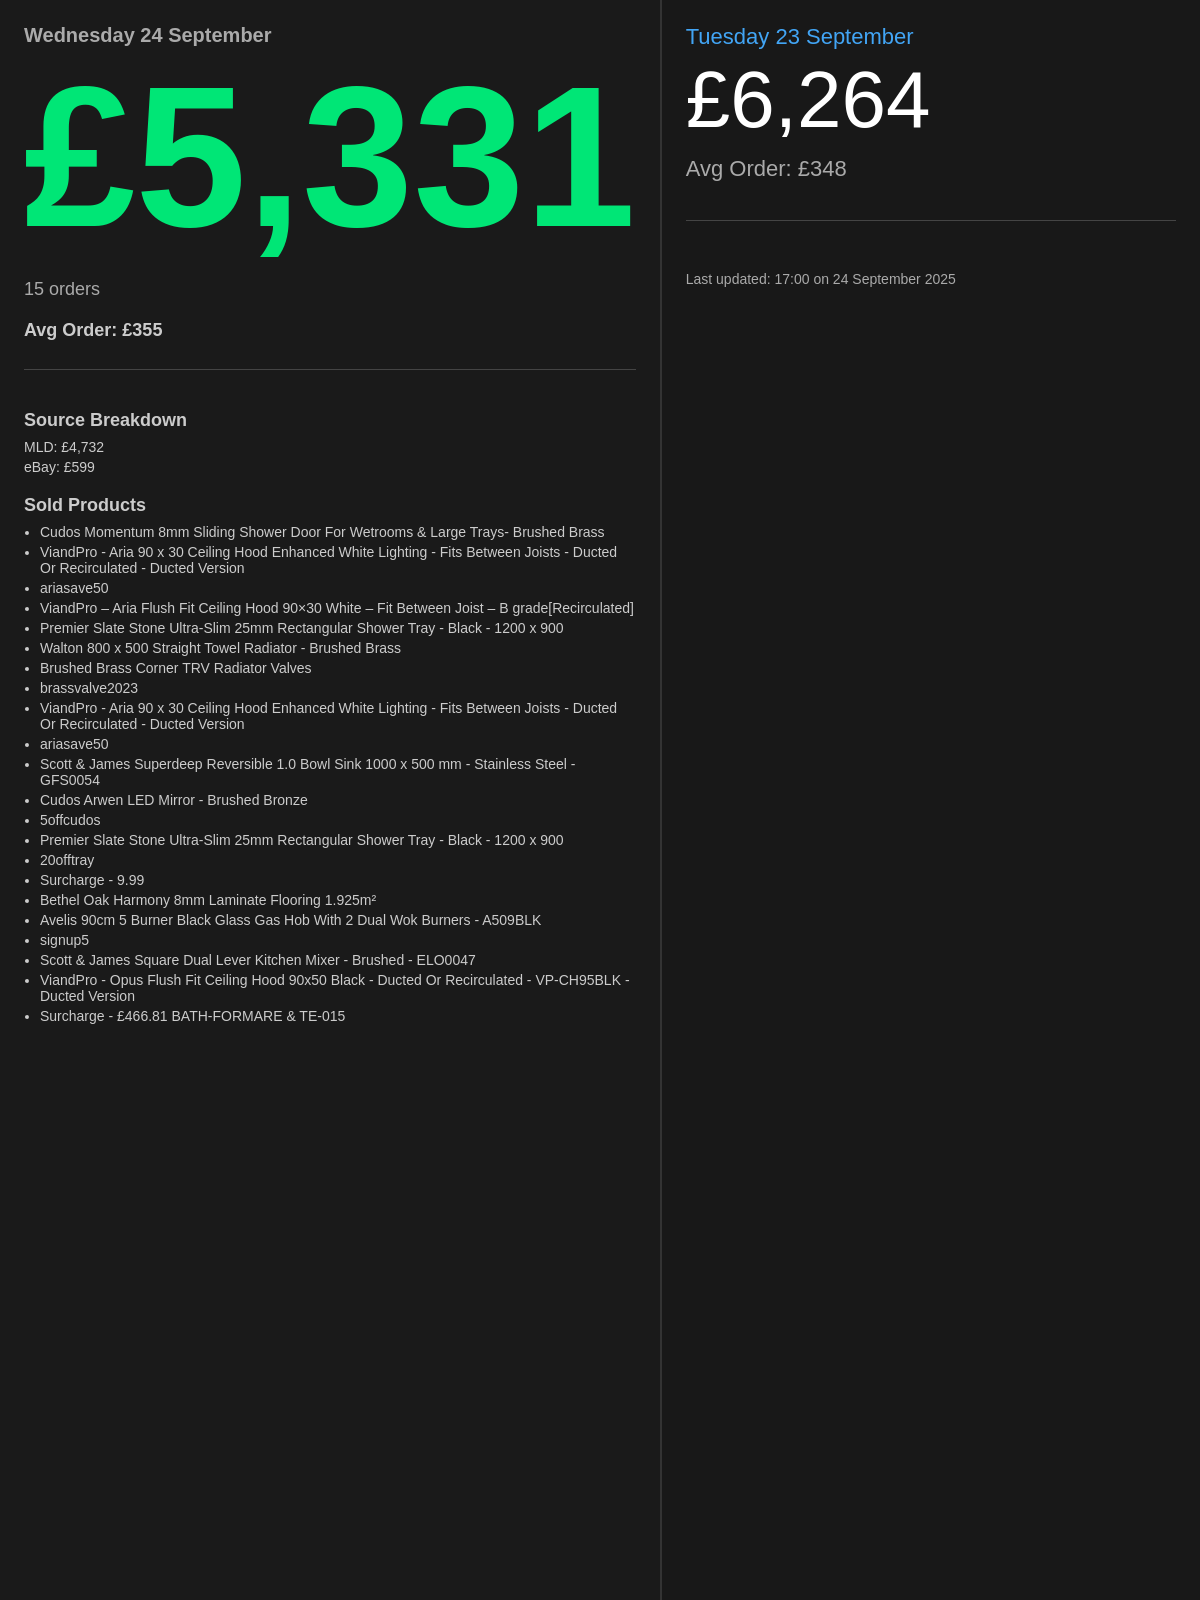 Wednesday 24 September
£5,331
15 orders
Avg Order: £355
Source Breakdown
MLD: £4,732
eBay: £599
Sold Products
• Cudos Momentum 8mm Sliding Shower Door For Wetrooms & Large Trays- Brushed Brass
• ViandPro - Aria 90 x 30 Ceiling Hood Enhanced White Lighting - Fits Between Joists - Ducted
Or Recirculated - Ducted Version
• ariasave50
• ViandPro – Aria Flush Fit Ceiling Hood 90×30 White – Fit Between Joist – B grade[Recirculated]
• Premier Slate Stone Ultra-Slim 25mm Rectangular Shower Tray - Black - 1200 x 900
• Walton 800 x 500 Straight Towel Radiator - Brushed Brass
• Brushed Brass Corner TRV Radiator Valves
• brassvalve2023
• ViandPro - Aria 90 x 30 Ceiling Hood Enhanced White Lighting - Fits Between Joists - Ducted
Or Recirculated - Ducted Version
• ariasave50
• Scott & James Superdeep Reversible 1.0 Bowl Sink 1000 x 500 mm - Stainless Steel -
GFS0054
• Cudos Arwen LED Mirror - Brushed Bronze
• 5offcudos
• Premier Slate Stone Ultra-Slim 25mm Rectangular Shower Tray - Black - 1200 x 900
• 20offtray
• Surcharge - 9.99
• Bethel Oak Harmony 8mm Laminate Flooring 1.925m²
• Avelis 90cm 5 Burner Black Glass Gas Hob With 2 Dual Wok Burners - A509BLK
• signup5
• Scott & James Square Dual Lever Kitchen Mixer - Brushed - ELO0047
• ViandPro - Opus Flush Fit Ceiling Hood 90x50 Black - Ducted Or Recirculated - VP-CH95BLK -
Ducted Version
• Surcharge - £466.81 BATH-FORMARE & TE-015
Tuesday 23 September
£6,264
Avg Order: £348
Last updated: 17:00 on 24 September 2025